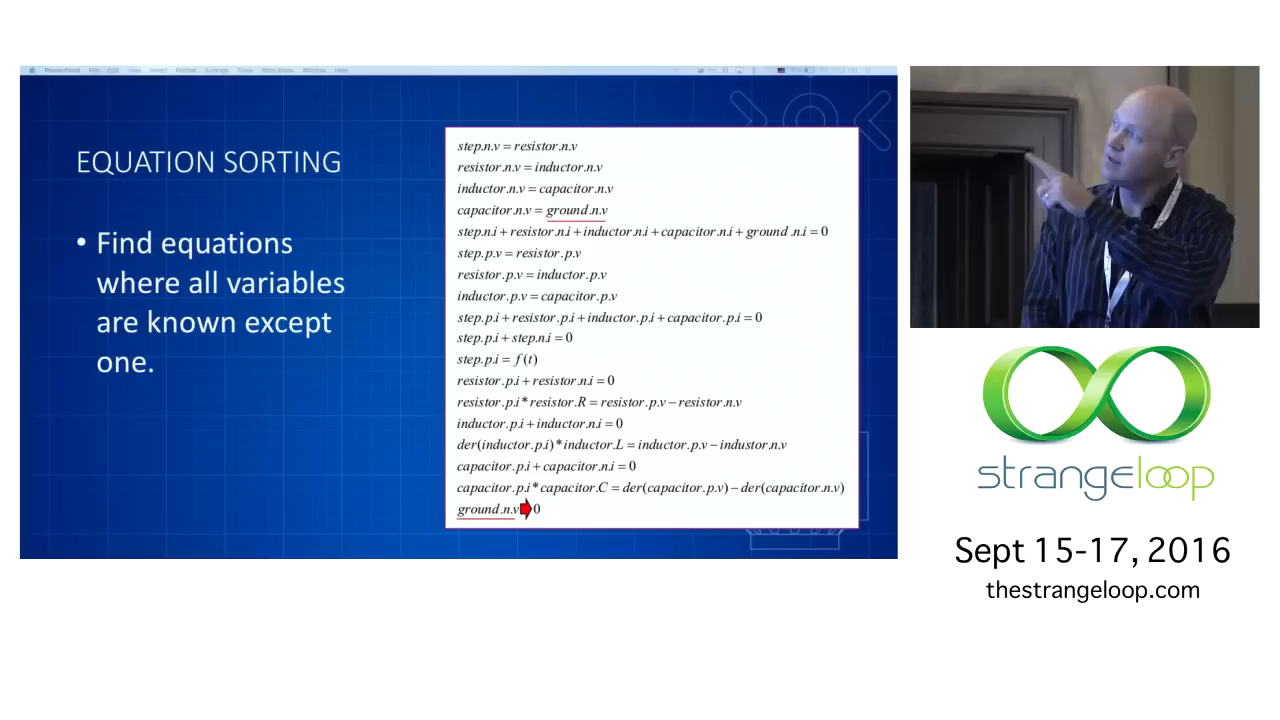 EQUATION SORTING
• Find equations
where all variables
are known except
one.
step.n.v = resistor.n.v
resistor.n.v = inductor.n.v
inductor.n.v = capacitor.n.v
capacitor.n.v = ground.n.v
step.n.i + resistor.n.i + inductor.n.i + capacitor.n.i + ground .n.i = 0
step.p.v = resistor.p.v
resistor.p.v = inductor.p.v
inductor.p.v = capacitor.p.v
step.p.i + resistor.p.i + inductor.p.i + capacitor.p.i = 0
step.p.i + step.n.i = 0
step.p.i = f(t)
resistor.p.i + resistor.n.i = 0
resistor.p.i * resistor.R = resistor.p.v − resistor.n.v
inductor.p.i + inductor.n.i = 0
der(inductor.p.i) * inductor.L = inductor.p.v − industor.n.v
capacitor.p.i + capacitor.n.i = 0
capacitor.p.i * capacitor.C = der(capacitor.p.v) − der(capacitor.n.v)
ground.n.v 0
strangeloop
Sept 15-17, 2016
thestrangeloop.com